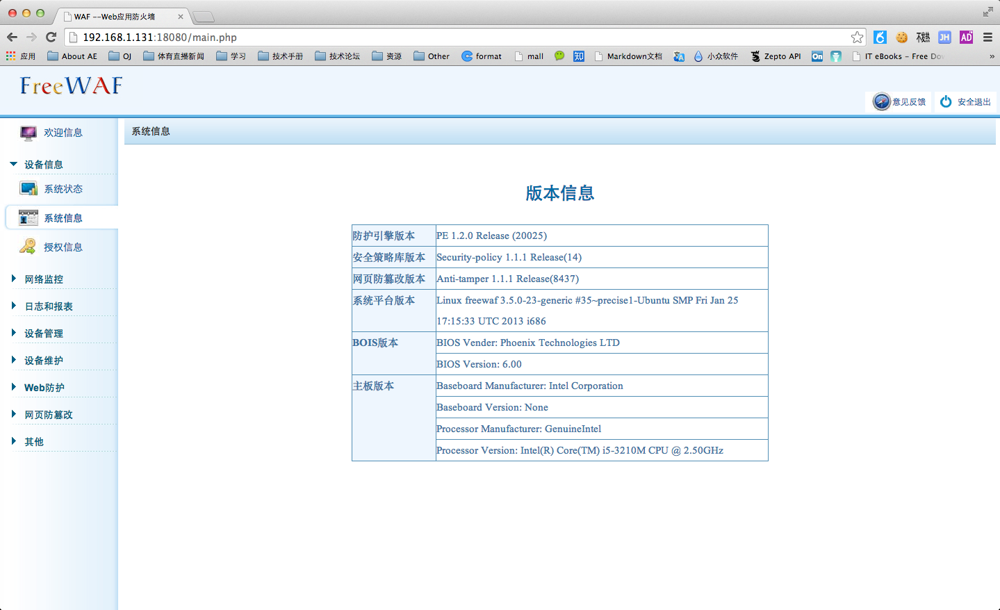 WAF --Web应用防火墙
192.168.1.131:18080/main.php
不够熟
JH
AD
应用
About AE
OJ
体育直播新闻
学习
技术手册
技术论坛
资源
Other
format
mall
知
Markdown文档
小众软件
Zepto API
On
IT eBooks - Free Dow
»
FreeWAF
意见反馈
安全退出
欢迎信息
设备信息
系统状态
系统信息
授权信息
网络监控
日志和报表
设备管理
设备维护
Web防护
网页防篡改
其他
系统信息
版本信息
防护引擎版本 PE 1.2.0 Release (20025)
安全策略库版本 Security-policy 1.1.1 Release(14)
网页防篡改版本 Anti-tamper 1.1.1 Release(8437)
系统平台版本 Linux freewaf 3.5.0-23-generic #35~precise1-Ubuntu SMP Fri Jan 25
17:15:33 UTC 2013 i686
BOIS版本 BIOS Vender: Phoenix Technologies LTD
BIOS Version: 6.00
主板版本 Baseboard Manufacturer: Intel Corporation
Baseboard Version: None
Processor Manufacturer: GenuineIntel
Processor Version: Intel(R) Core(TM) i5-3210M CPU @ 2.50GHz